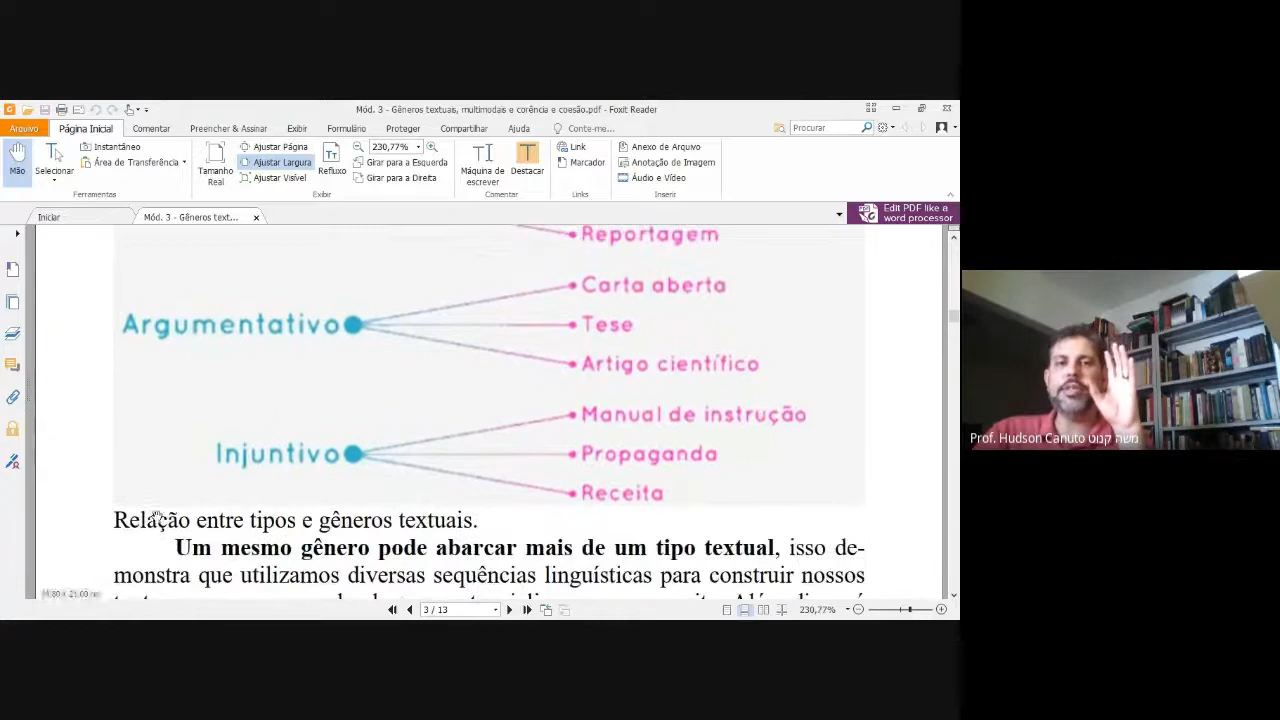 Mód. 3 - Gêneros textuais, multimodais e corência e coesão.pdf - Foxit Reader
Arquivo Página Inicial Comentar Preencher & Assinar Exibir Formulário Proteger Compartilhar Ajuda Conte-me... Procurar
Mão
Selecionar
Instantâneo
Área de Transferência
Ferramentas
Tamanho Real
Ajustar Página
Ajustar Largura
Ajustar Visível
Refluxo
230,77%
Girar para a Esquerda
Girar para a Direita
Exibir
Máquina de escrever
Destacar
Comentar
Link
Marcador
Links
Anexo de Arquivo
Anotação de Imagem
Áudio e Vídeo
Inserir
Iniciar
Mód. 3 - Gêneros text...
Edit PDF like a
word processor
Reportagem
Carta aberta
Argumentativo
Tese
Artigo científico
Manual de instrução
Injuntivo
Propaganda
Receita
Relação entre tipos e gêneros textuais.
Um mesmo gênero pode abarcar mais de um tipo textual, isso de-
monstra que utilizamos diversas sequências linguísticas para construir nossos
3 / 13
230,77%
Prof. Hudson Canuto משה קנוט